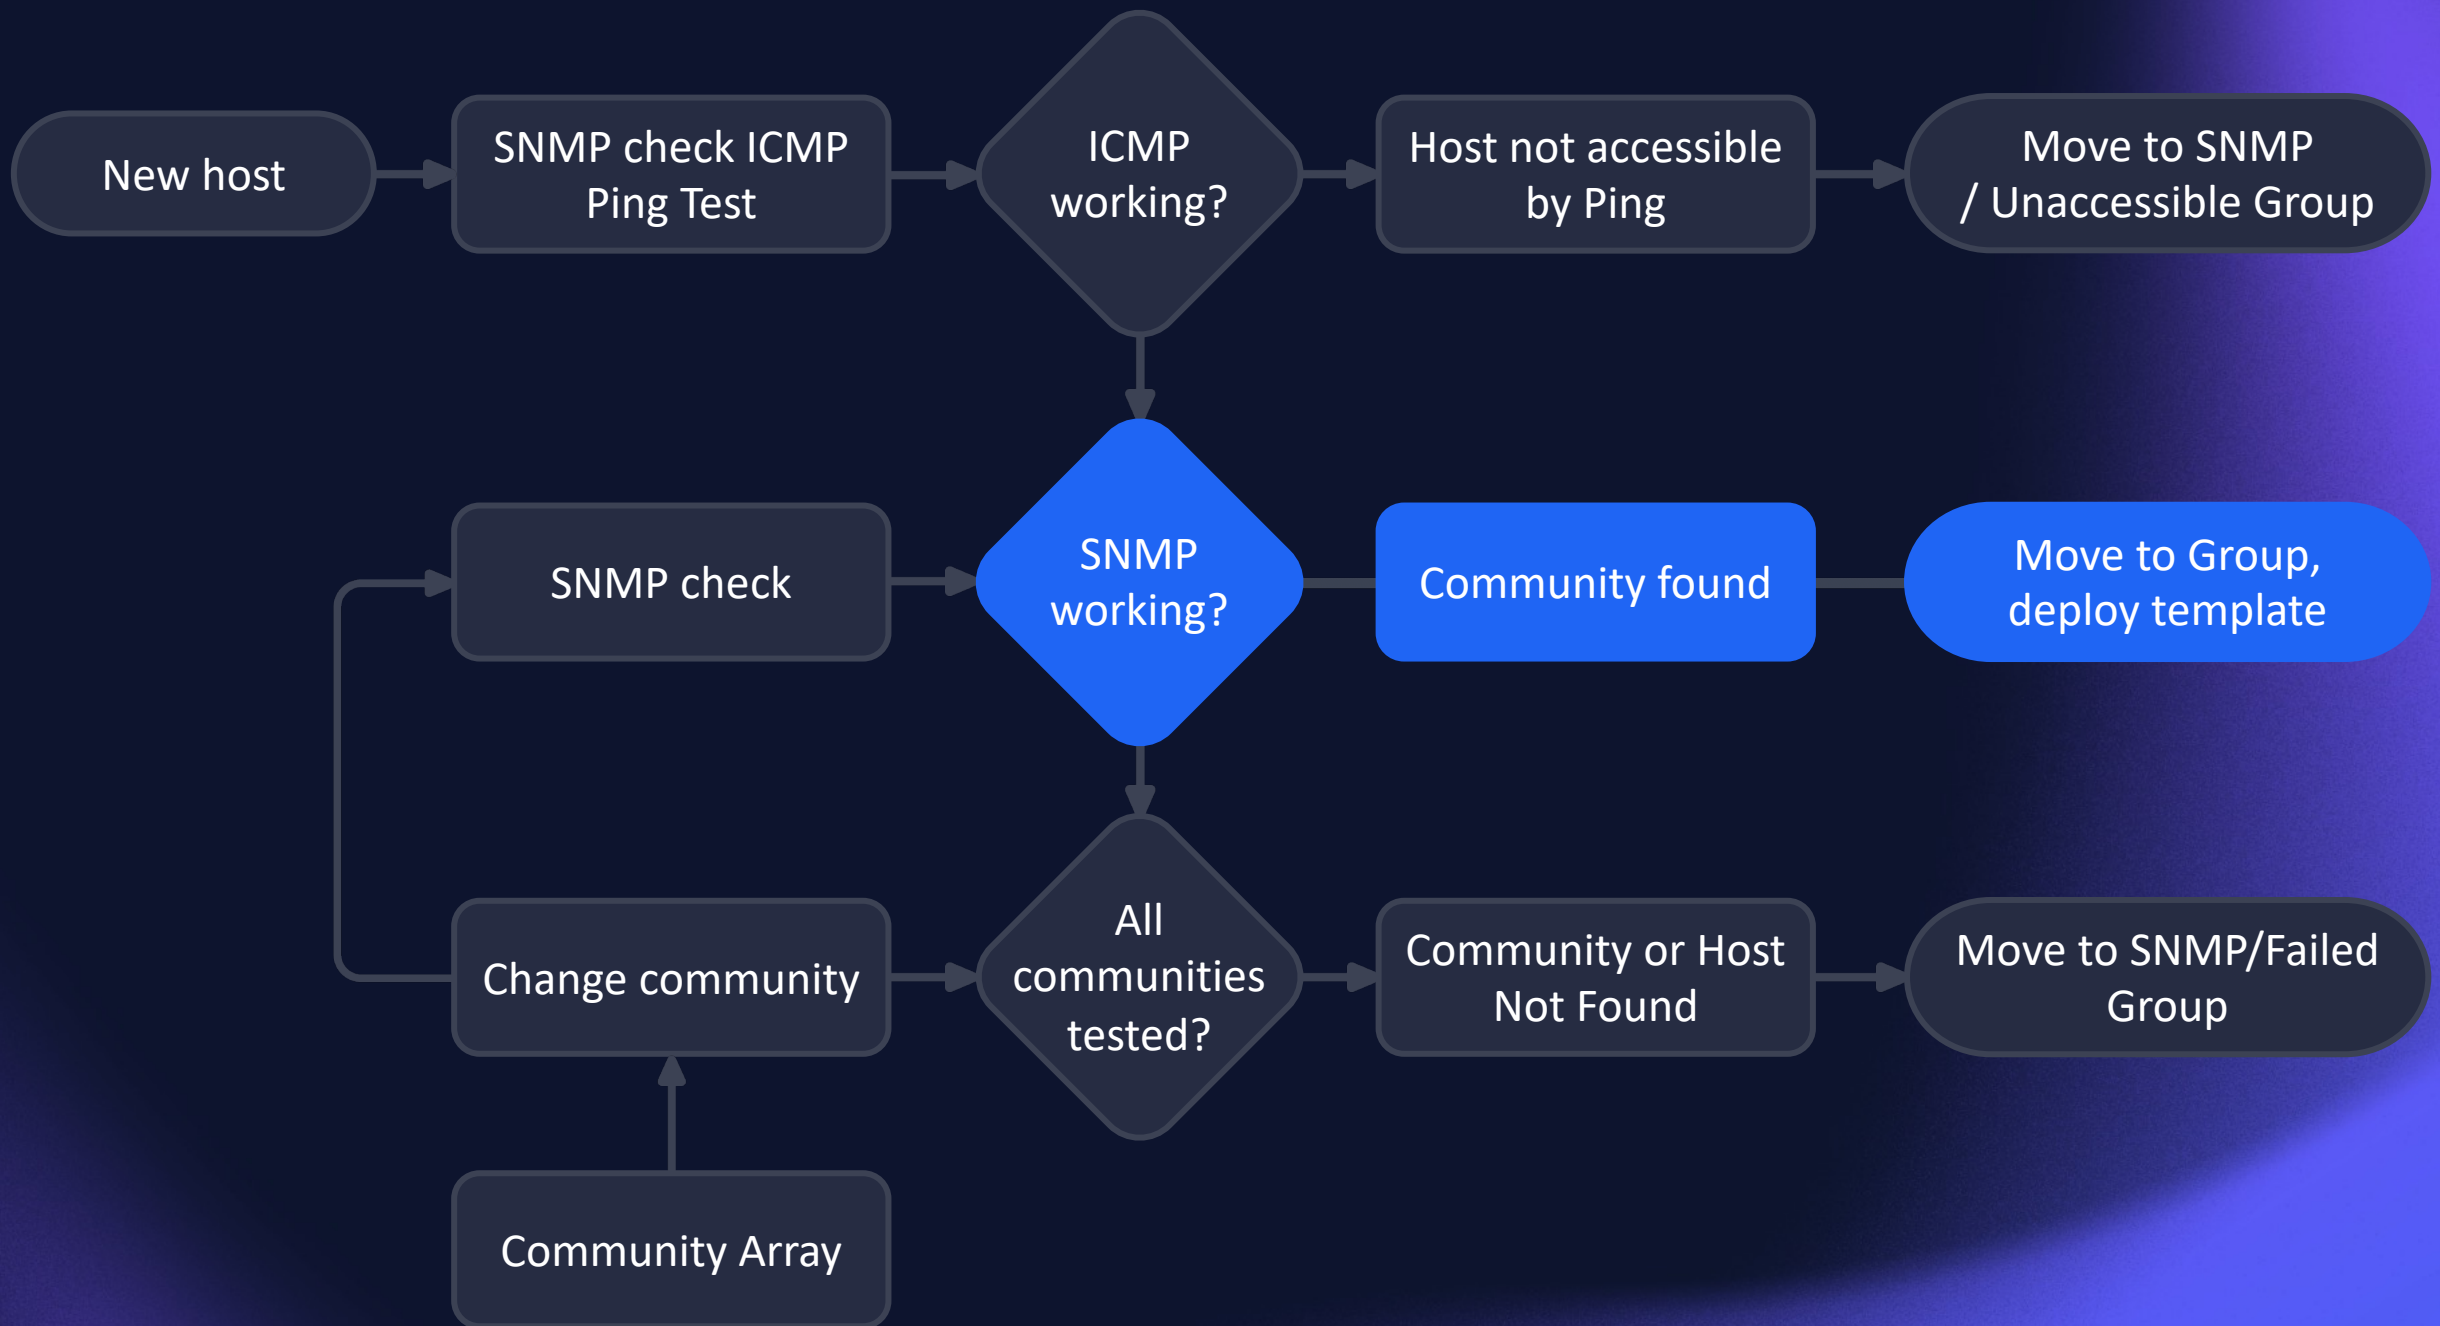 New host
SNMP check ICMP
Ping Test
ICMP
working?
Host not accessible
by Ping
Move to SNMP
/ Unaccessible Group
SNMP check
SNMP
working?
Community found
Move to Group,
deploy template
Change community
All
communities
tested?
Community or Host
Not Found
Move to SNMP/Failed
Group
Community Array